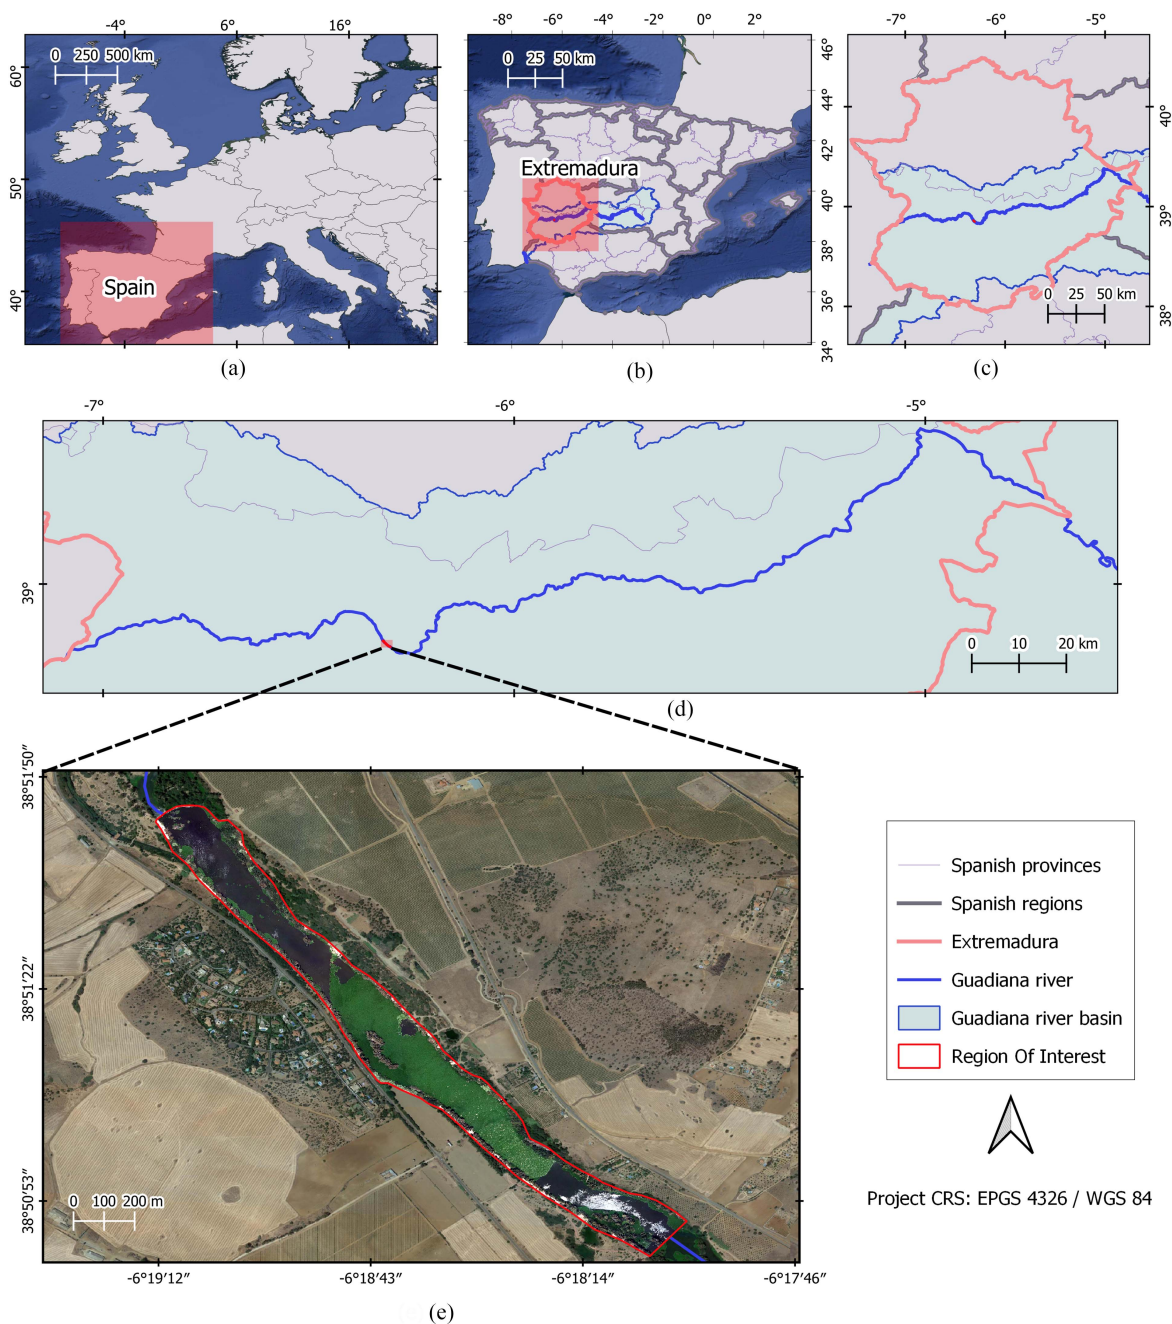 -4° 6° 16°
60°
50°
40°
0 250 500 km
Spain
(a)
-8° -6° -4° -2° 0° 2°
46°
44°
42°
40°
38°
36°
34°
0 25 50 km
Extremadura
(b)
-7° -6° -5°
40°
39°
38°
0 25 50 km
(c)
-7° -6° -5°
39°
0 10 20 km
(d)
38°51'50"
38°51'22"
38°50'53"
0 100 200 m
-6°19'12" -6°18'43" -6°18'14" -6°17'46"
(e)
Spanish provinces
Spanish regions
Extremadura
Guadiana river
Guadiana river basin
Region Of Interest
Project CRS: EPGS 4326 / WGS 84